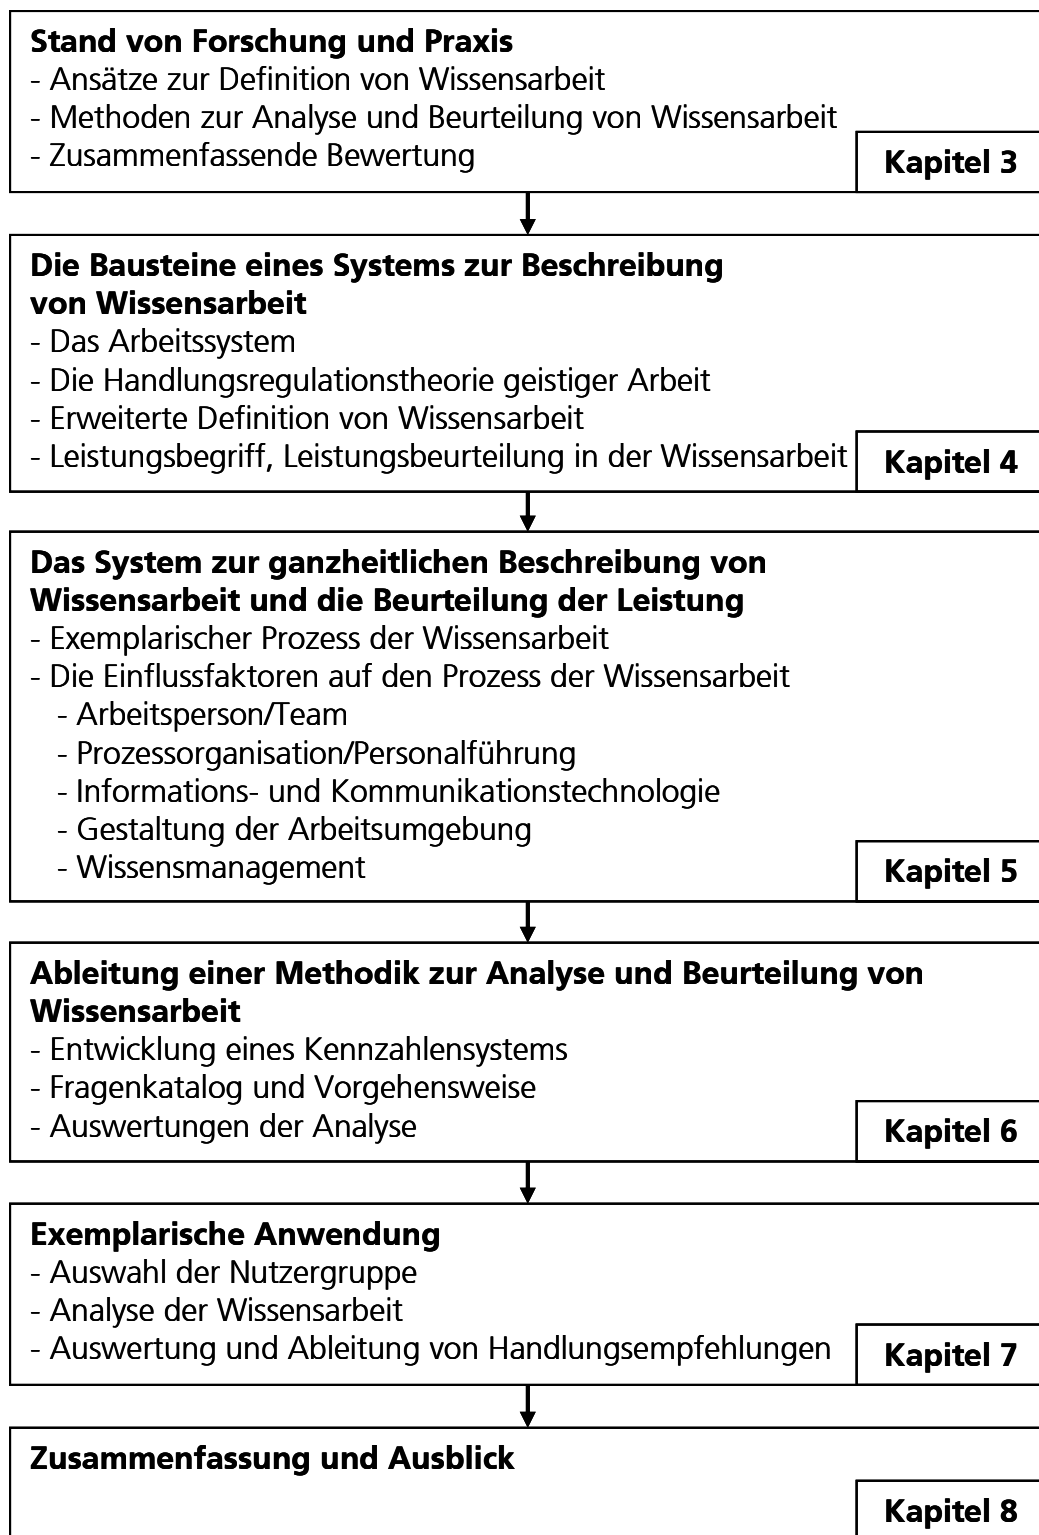 Stand von Forschung und Praxis
- Ansätze zur Definition von Wissensarbeit
- Methoden zur Analyse und Beurteilung von Wissensarbeit
- Zusammenfassende Bewertung
Kapitel 3
Die Bausteine eines Systems zur Beschreibung
von Wissensarbeit
- Das Arbeitssystem
- Die Handlungsregulationstheorie geistiger Arbeit
- Erweiterte Definition von Wissensarbeit
- Leistungsbegriff, Leistungsbeurteilung in der Wissensarbeit
Kapitel 4
Das System zur ganzheitlichen Beschreibung von
Wissensarbeit und die Beurteilung der Leistung
- Exemplarischer Prozess der Wissensarbeit
- Die Einflussfaktoren auf den Prozess der Wissensarbeit
- Arbeitsperson/Team
- Prozessorganisation/Personalführung
- Informations- und Kommunikationstechnologie
- Gestaltung der Arbeitsumgebung
- Wissensmanagement
Kapitel 5
Ableitung einer Methodik zur Analyse und Beurteilung von
Wissensarbeit
- Entwicklung eines Kennzahlensystems
- Fragenkatalog und Vorgehensweise
- Auswertungen der Analyse
Kapitel 6
Exemplarische Anwendung
- Auswahl der Nutzergruppe
- Analyse der Wissensarbeit
- Auswertung und Ableitung von Handlungsempfehlungen
Kapitel 7
Zusammenfassung und Ausblick
Kapitel 8